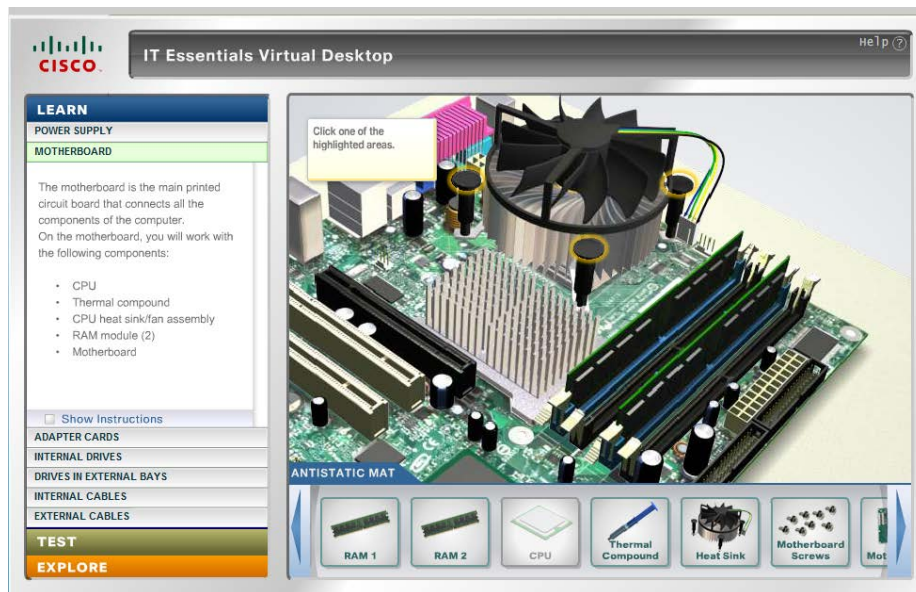 CISCO
IT Essentials Virtual Desktop
Help ?
LEARN
POWER SUPPLY
MOTHERBOARD
The motherboard is the main printed
circuit board that connects all the
components of the computer.
On the motherboard, you will work with
the following components:
• CPU
• Thermal compound
• CPU heat sink/fan assembly
• RAM module (2)
• Motherboard
Show Instructions
ADAPTER CARDS
INTERNAL DRIVES
DRIVES IN EXTERNAL BAYS
INTERNAL CABLES
EXTERNAL CABLES
TEST
EXPLORE
Click one of the
highlighted areas.
ANTISTATIC MAT
RAM 1
RAM 2
CPU
Thermal
Compound
Heat Sink
Motherboard
Screws
Mot